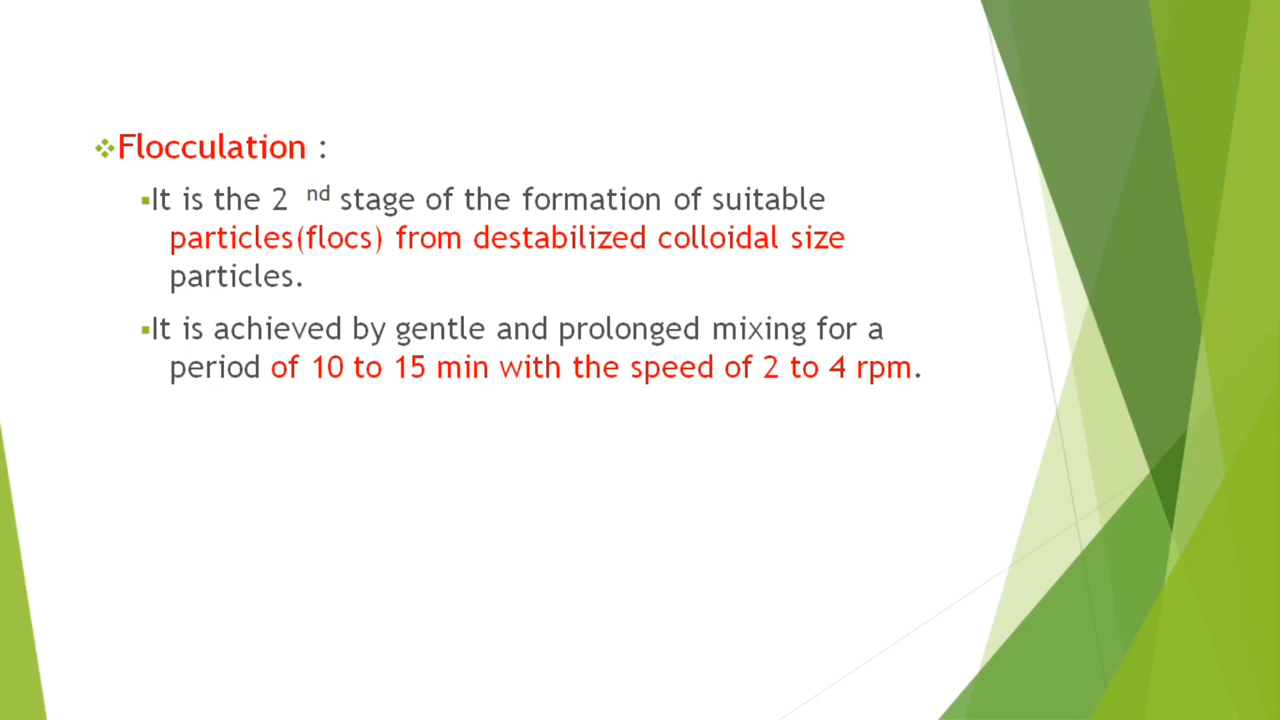 ❖Flocculation :
▪It is the 2 nd stage of the formation of suitable
particles(flocs) from destabilized colloidal size
particles.
▪It is achieved by gentle and prolonged mixing for a
period of 10 to 15 min with the speed of 2 to 4 rpm.